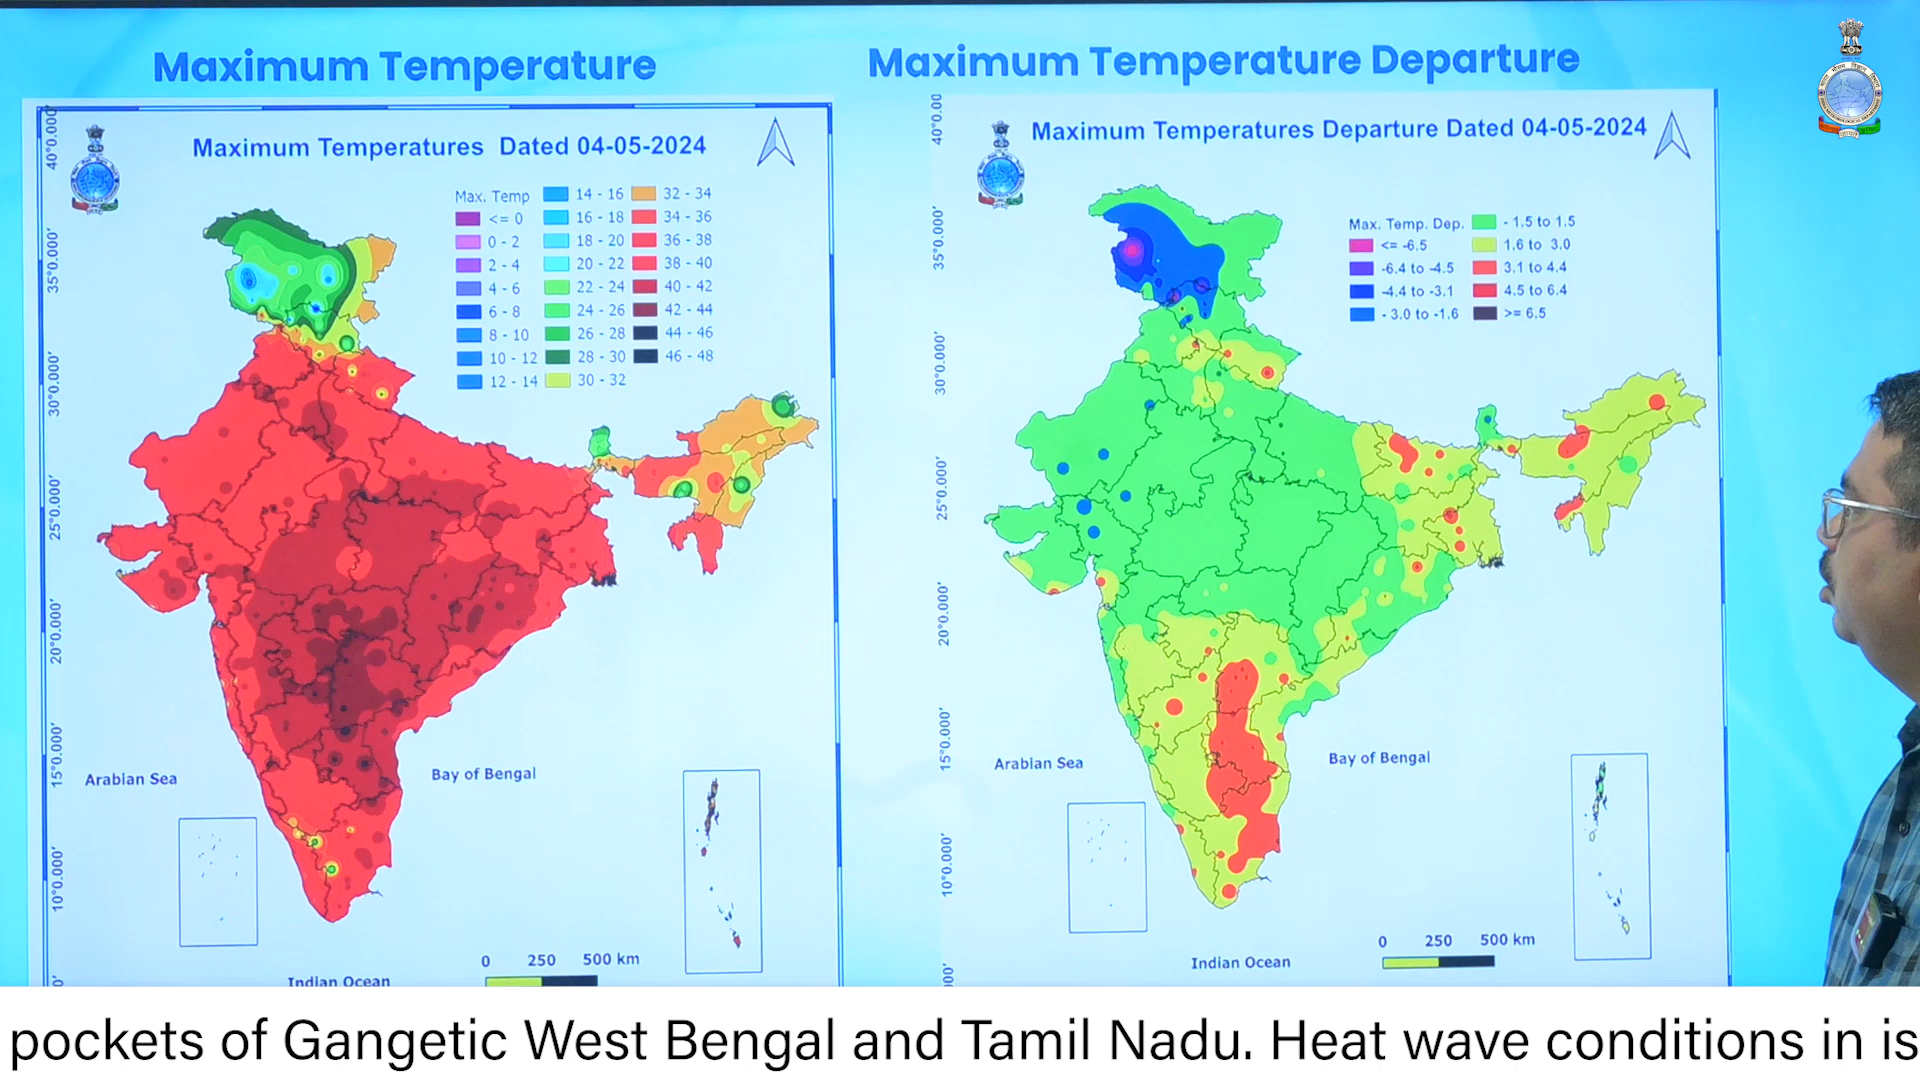 Maximum Temperature
Maximum Temperature Departure
Maximum Temperatures Dated 04-05-2024
Max. Temp
<= 0
0 - 2
2 - 4
4 - 6
6 - 8
8 - 10
10 - 12
12 - 14
14 - 16
16 - 18
18 - 20
20 - 22
22 - 24
24 - 26
26 - 28
28 - 30
30 - 32
32 - 34
34 - 36
36 - 38
38 - 40
40 - 42
42 - 44
44 - 46
46 - 48
40°0.000'
35°0.000'
30°0.000'
25°0.000'
20°0.000'
15°0.000'
10°0.000'
Arabian Sea
Bay of Bengal
Indian Ocean
0 250 500 km
Maximum Temperatures Departure Dated 04-05-2024
Max. Temp. Dep.
<= -6.5
-6.4 to -4.5
-4.4 to -3.1
- 3.0 to -1.6
- 1.5 to 1.5
1.6 to 3.0
3.1 to 4.4
4.5 to 6.4
>= 6.5
40°0.00
35°0.000'
30°0.000'
25°0.000'
20°0.000'
15°0.000'
10°0.000'
Arabian Sea
Bay of Bengal
Indian Ocean
0 250 500 km
pockets of Gangetic West Bengal and Tamil Nadu. Heat wave conditions in is